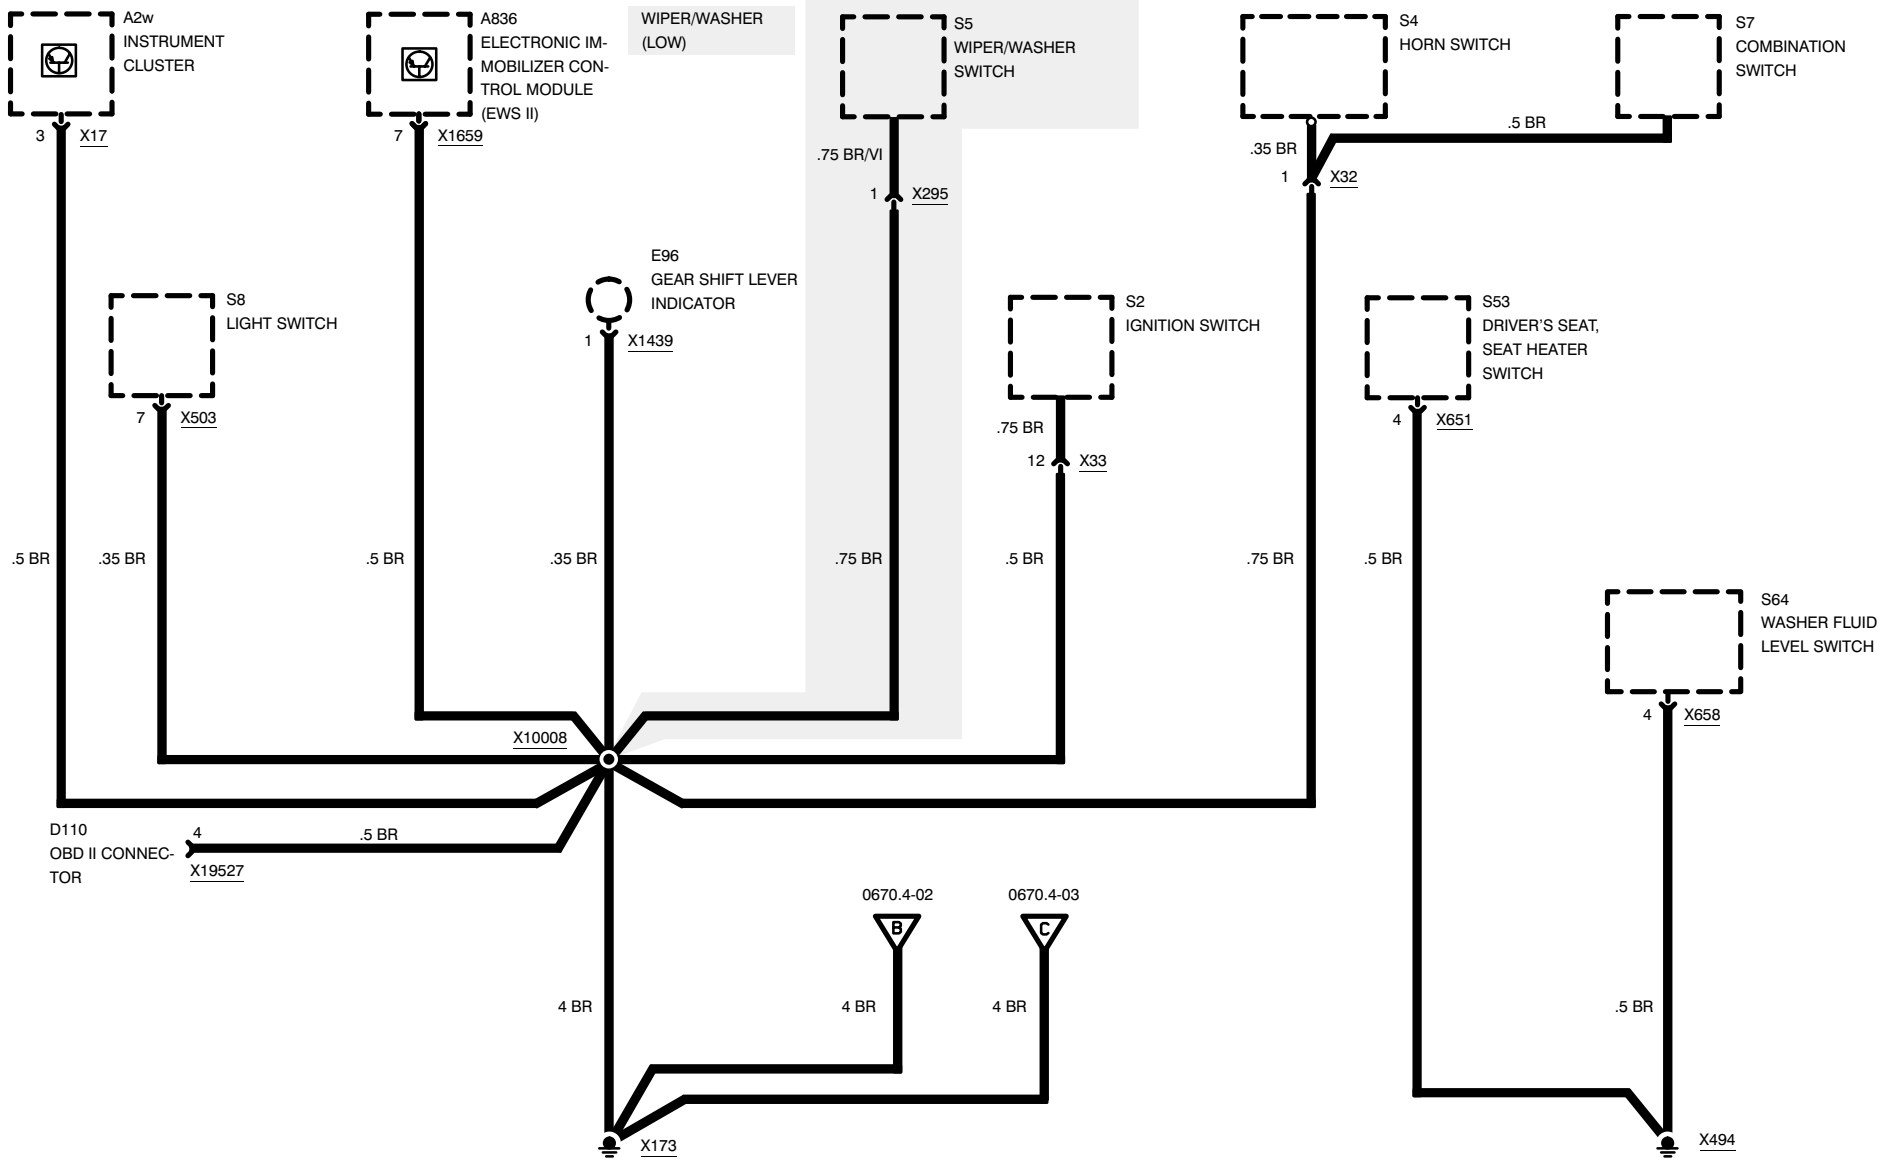 A2w
INSTRUMENT
CLUSTER
3
X17
A836
ELECTRONIC IM-
MOBILIZER CON-
TROL MODULE
(EWS II)
7
X1659
WIPER/WASHER
(LOW)
S5
WIPER/WASHER
SWITCH
.75 BR/VI
1
X295
S4
HORN SWITCH
.35 BR
1
X32
S7
COMBINATION
SWITCH
.5 BR
S8
LIGHT SWITCH
7
X503
E96
GEAR SHIFT LEVER
INDICATOR
1
X1439
S2
IGNITION SWITCH
.75 BR
12
X33
S53
DRIVER'S SEAT,
SEAT HEATER
SWITCH
4
X651
.5 BR
.35 BR
.5 BR
.35 BR
.75 BR
.5 BR
.75 BR
.5 BR
S64
WASHER FLUID
LEVEL SWITCH
4
X658
X10008
D110
OBD II CONNEC-
TOR
4
X19527
.5 BR
0670.4-02
B
0670.4-03
C
4 BR
4 BR
4 BR
.5 BR
X173
X494